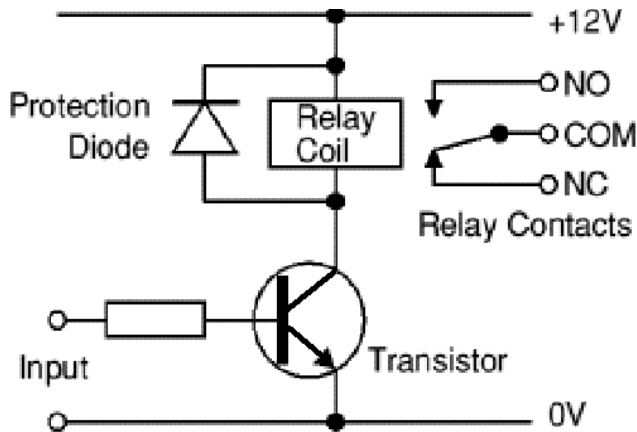 +12V
Protection
Diode
Relay
Coil
NO
COM
NC
Relay Contacts
Input
Transistor
0V